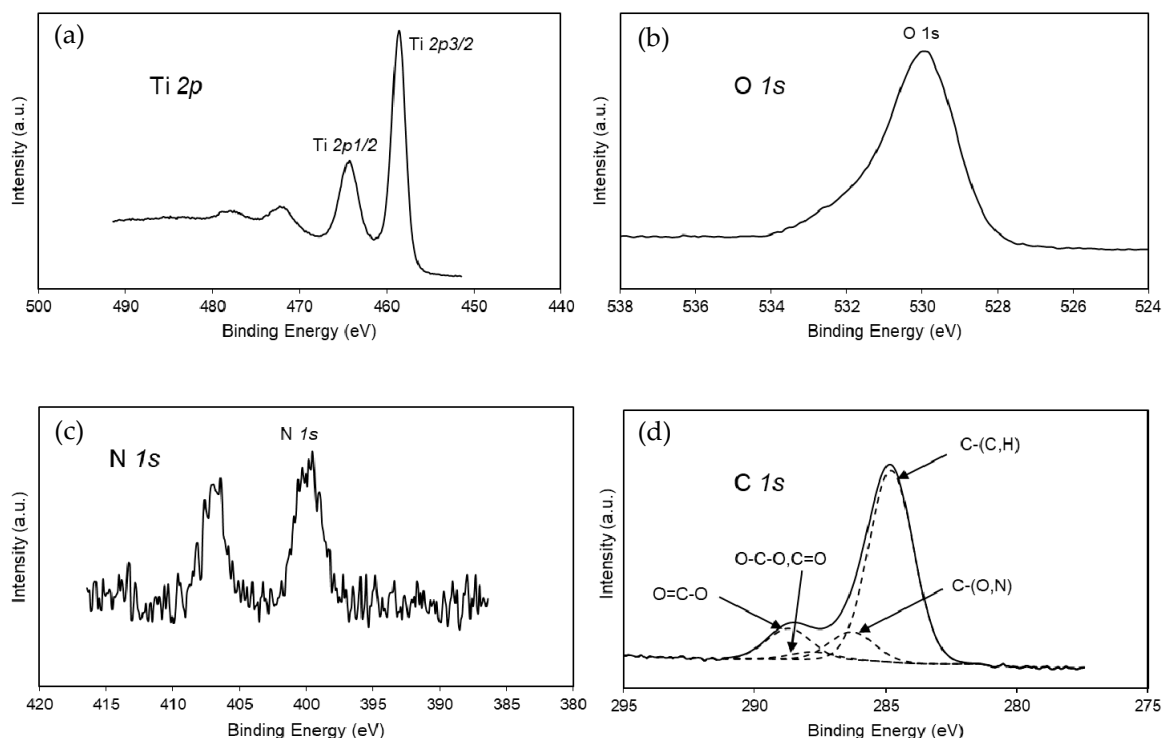 (a)
Ti 2p
Ti 2p3/2
Ti 2p1/2
Intensity (a.u.)
500 490 480 470 460 450 440
Binding Energy (eV)
(b)
O 1s
O 1s
Intensity (a.u.)
538 536 534 532 530 528 526 524
Binding Energy (eV)
(c)
N 1s
N 1s
Intensity (a.u.)
420 415 410 405 400 395 390 385 380
Binding Energy (eV)
(d)
C-(C,H)
C 1s
O-C-O,C=O
O=C-O
C-(O,N)
Intensity (a.u.)
295 290 285 280 275
Binding Energy (eV)